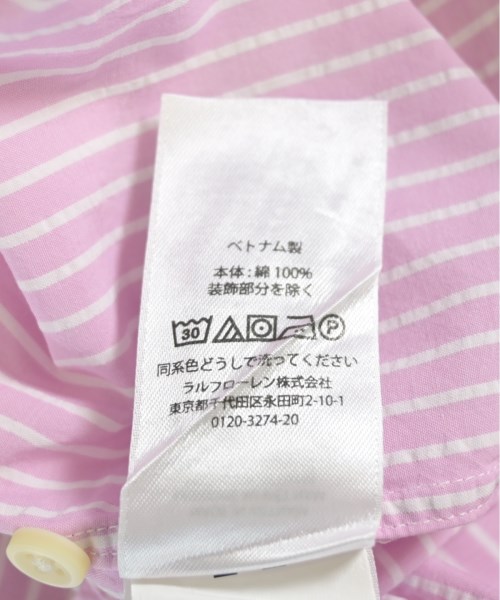 ベトナム製
本体：綿 100%
装飾部分を除く
30 P
同系色どうしで洗ってください
ラルフローレン株式会社
東京都千代田区永田町2-10-1
0120-3274-20